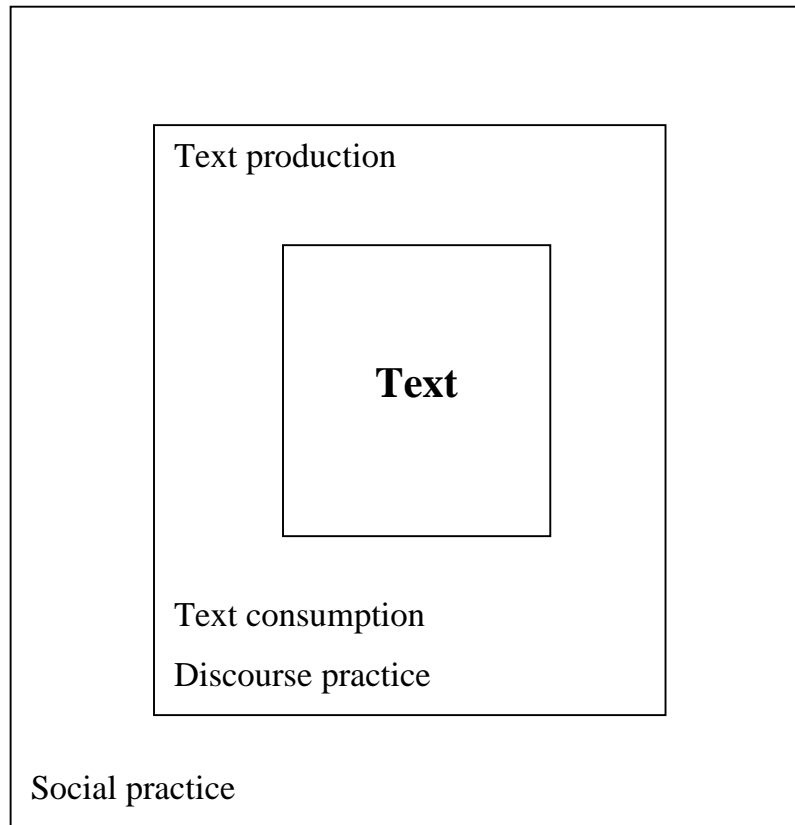 Text production
Text
Text consumption
Discourse practice
Social practice